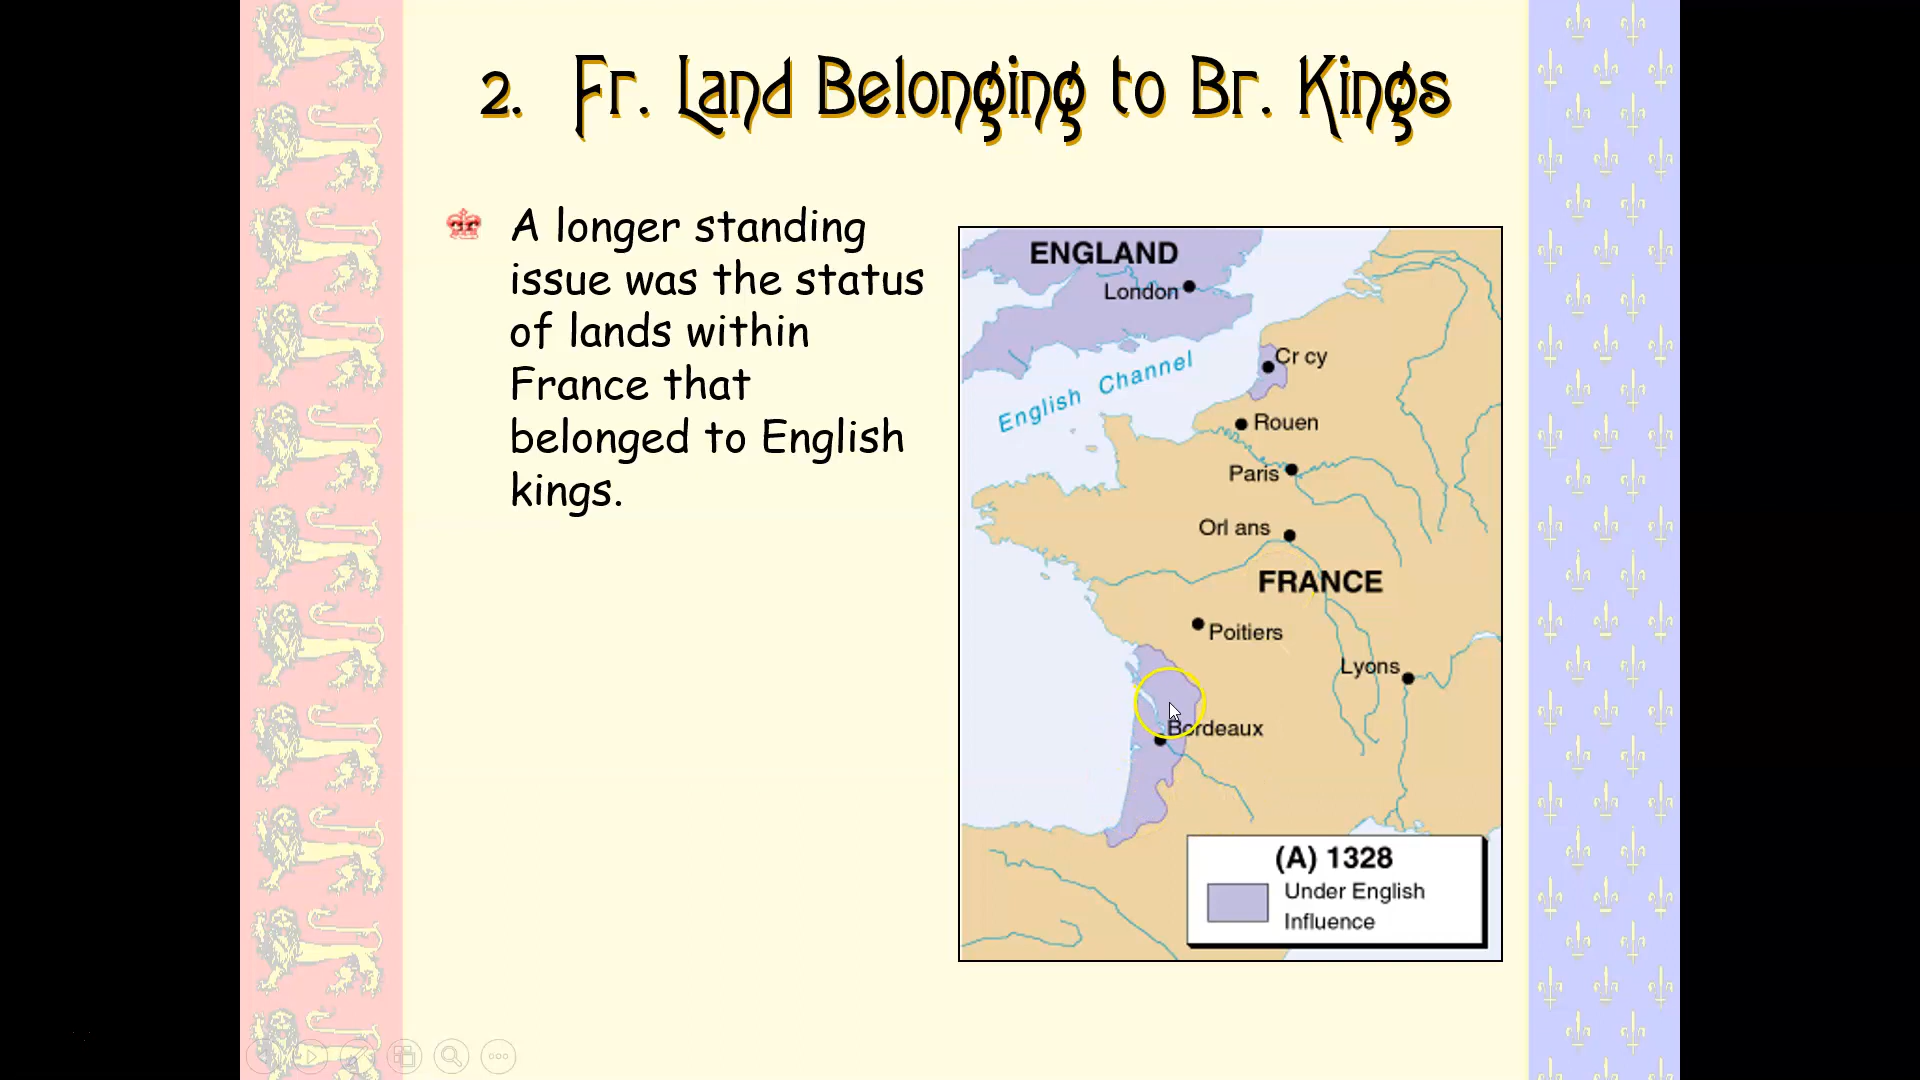 2. Fr. Land Belonging to Br. Kings
A longer standing
issue was the status
of lands within
France that
belonged to English
kings.
ENGLAND
London
English Channel
Cr cy
Rouen
Paris
Orl ans
FRANCE
Poitiers
Lyons
Bordeaux
(A) 1328
Under English
Influence